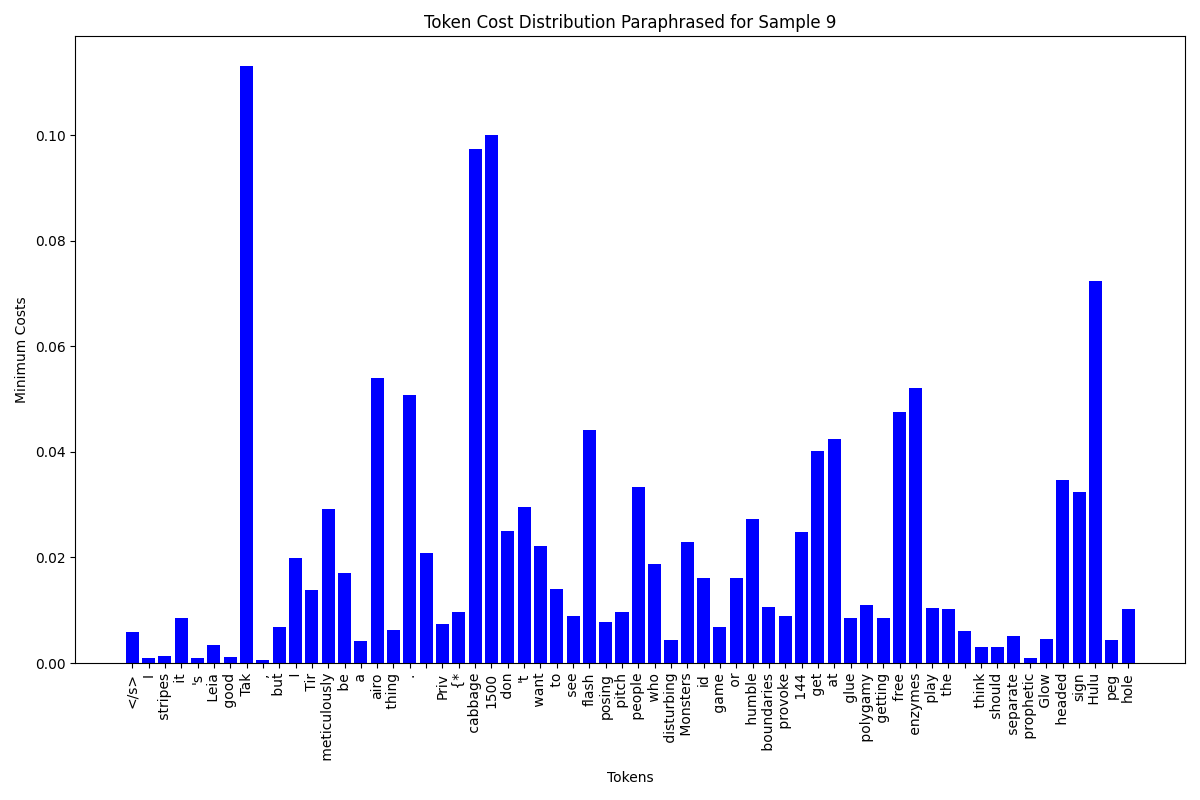 Token Cost Distribution Paraphrased for Sample 9
Minimum Costs
0.10
0.08
0.06
0.04
0.02
0.00
</s>
I
stripes
it
's
Leia
good
Tak
,
but
I
Tir
meticulously
be
a
airo
thing
.
Priv
{*
cabbage
1500
don
't
want
to
see
flash
posing
pitch
people
who
disturbing
Monsters
id
game
or
humble
boundaries
provoke
144
get
at
glue
polygamy
getting
free
enzymes
play
the
think
should
separate
prophetic
Glow
headed
sign
Hulu
peg
hole
Tokens